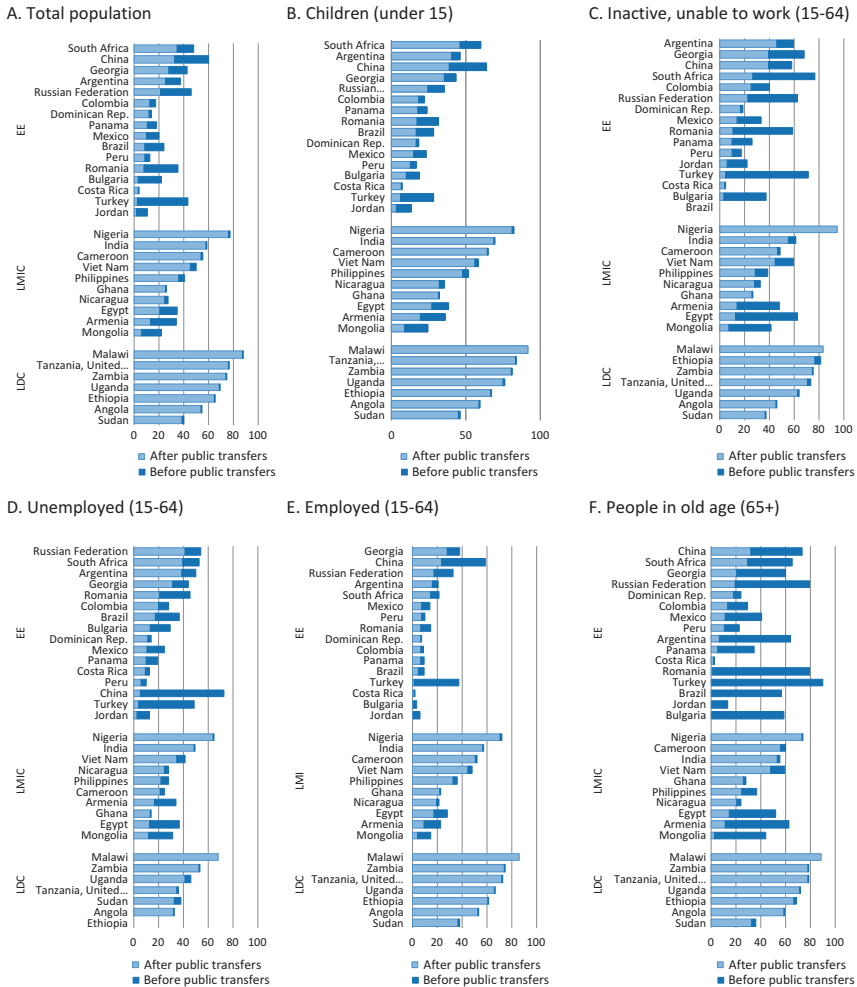 A. Total population
South Africa
China
Georgia
Argentina
Russian Federation
Colombia
Dominican Rep.
Panama
Mexico
Brazil
Peru
Romania
Bulgaria
Costa Rica
Turkey
Jordan
EE
Nigeria
India
Cameroon
Viet Nam
Philippines
Ghana
Nicaragua
Egypt
Armenia
Mongolia
LMIC
Malawi
Tanzania, United...
Zambia
Uganda
Ethiopia
Angola
Sudan
LDC
0 20 40 60 80 100
After public transfers
Before public transfers
B. Children (under 15)
South Africa
Argentina
China
Georgia
Russian...
Colombia
Panama
Romania
Brazil
Dominican Rep.
Mexico
Peru
Bulgaria
Costa Rica
Turkey
Jordan
Nigeria
India
Cameroon
Viet Nam
Philippines
Nicaragua
Ghana
Egypt
Armenia
Mongolia
Malawi
Tanzania,...
Zambia
Uganda
Ethiopia
Angola
Sudan
0 50 100
After public transfers
Before public transfers
C. Inactive, unable to work (15-64)
Argentina
Georgia
China
South Africa
Colombia
Russian Federation
Dominican Rep.
Mexico
Romania
Panama
Peru
Jordan
Turkey
Costa Rica
Bulgaria
Brazil
EE
Nigeria
India
Cameroon
Viet Nam
Philippines
Nicaragua
Ghana
Armenia
Egypt
Mongolia
LMIC
Malawi
Ethiopia
Zambia
Tanzania, United...
Uganda
Angola
Sudan
LDC
0 20 40 60 80 100
After public transfers
Before public transfers
D. Unemployed (15-64)
Russian Federation
South Africa
Argentina
Georgia
Romania
Colombia
Brazil
Bulgaria
Dominican Rep.
Mexico
Panama
Costa Rica
Peru
China
Turkey
Jordan
EE
Nigeria
India
Viet Nam
Nicaragua
Philippines
Cameroon
Armenia
Ghana
Egypt
Mongolia
LMIC
Malawi
Zambia
Uganda
Tanzania, United...
Sudan
Angola
Ethiopia
LDC
0 20 40 60 80 100
After public transfers
Before public transfers
E. Employed (15-64)
Georgia
China
Russian Federation
Argentina
South Africa
Mexico
Peru
Romania
Dominican Rep.
Colombia
Panama
Brazil
Turkey
Costa Rica
Bulgaria
Jordan
EE
Nigeria
India
Cameroon
Viet Nam
Philippines
Ghana
Nicaragua
Egypt
Armenia
Mongolia
LMI
Malawi
Zambia
Tanzania, United...
Uganda
Ethiopia
Angola
Sudan
LDC
0 20 40 60 80 100
After public transfers
Before public transfers
F. People in old age (65+)
China
South Africa
Georgia
Russian Federation
Dominican Rep.
Colombia
Mexico
Peru
Argentina
Panama
Costa Rica
Romania
Turkey
Brazil
Jordan
Bulgaria
EE
Nigeria
Cameroon
India
Viet Nam
Ghana
Philippines
Nicaragua
Egypt
Armenia
Mongolia
LMIC
Malawi
Zambia
Tanzania, United...
Uganda
Ethiopia
Angola
Sudan
LDC
0 20 40 60 80 100
After public transfers
Before public transfers